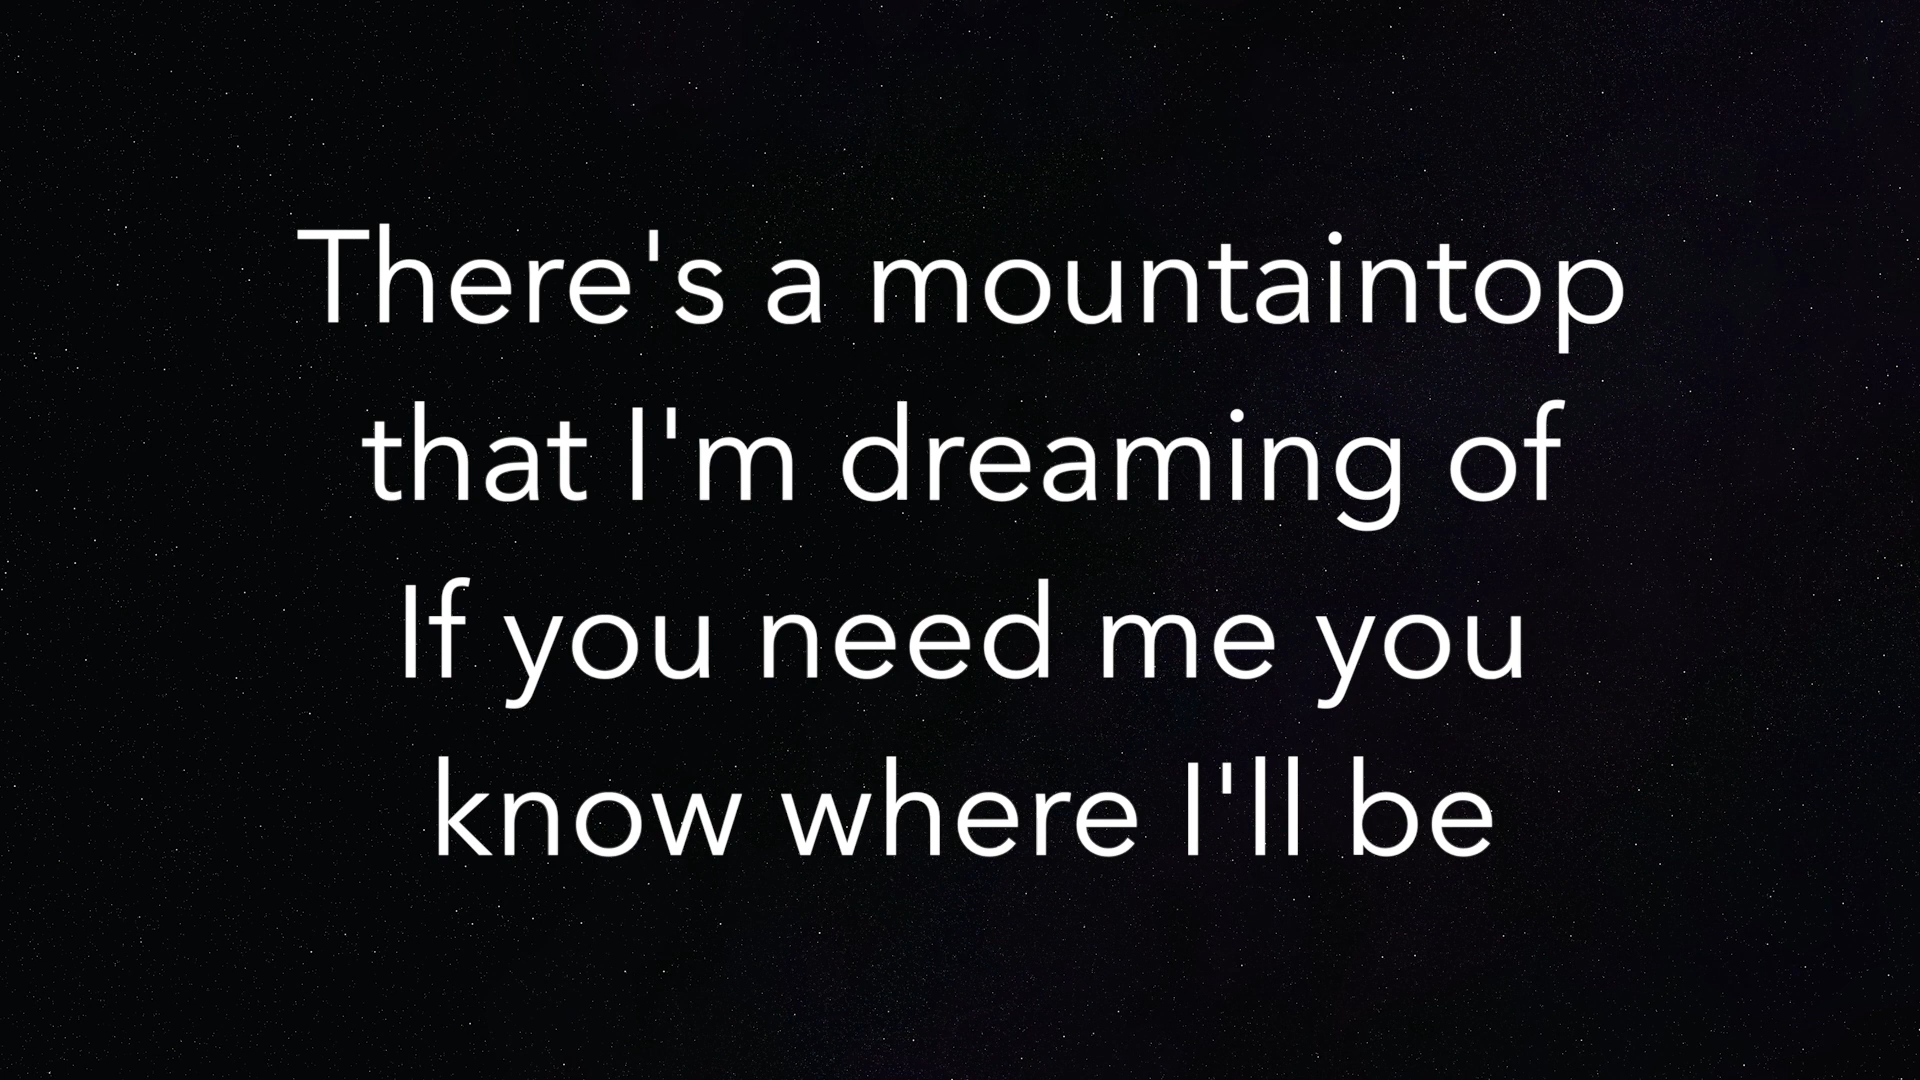 There's a mountaintop
that I'm dreaming of
If you need me you
know where I'll be